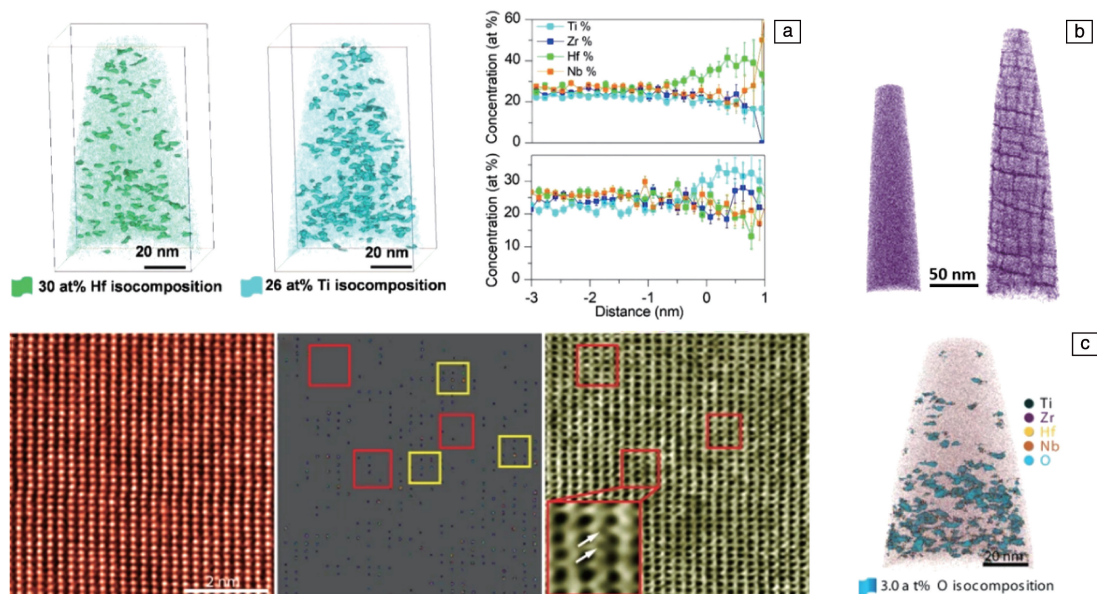 a
20 nm
30 at% Hf isocomposition
20 nm
26 at% Ti isocomposition
Concentration (at %)
60
40
20
0
Ti %
Zr %
Hf %
Nb %
Concentration (at %)
30
20
10
0
-3
-2
-1
0
1
Distance (nm)
b
50 nm
2 nm
c
Ti
Zr
Hf
Nb
O
20 nm
3.0 a t% O isocomposition